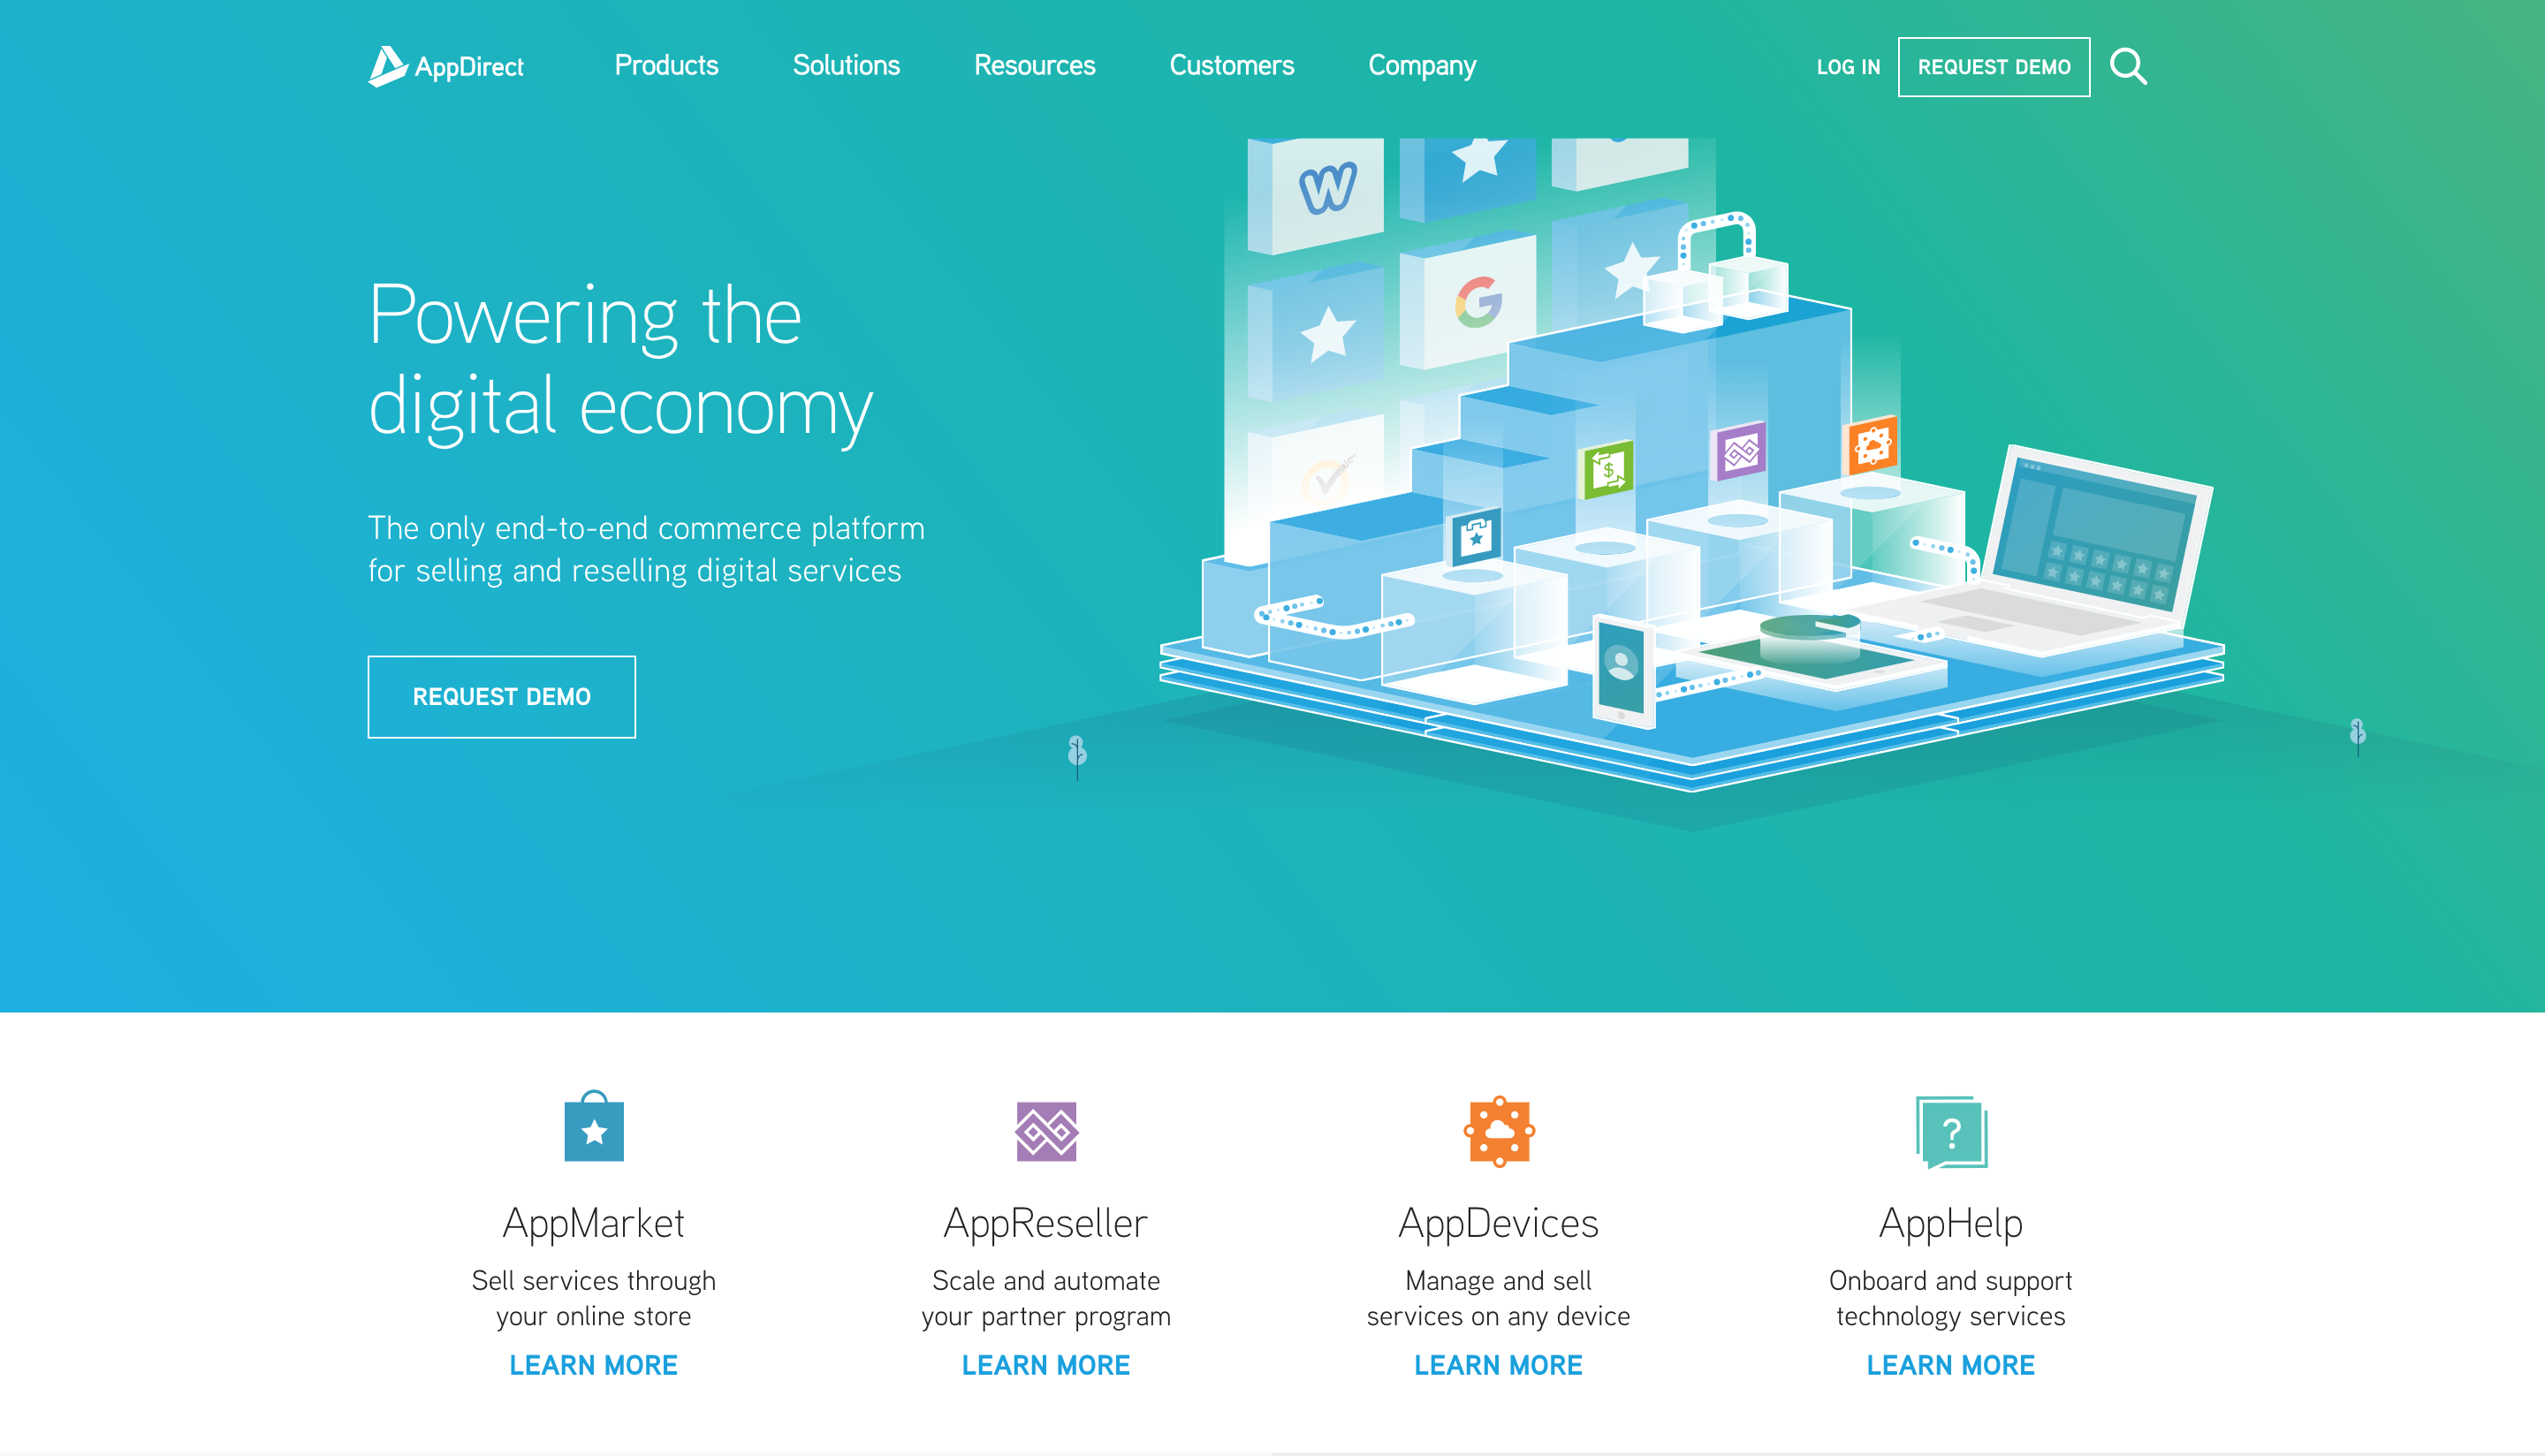 AppDirect
Products
Solutions
Resources
Customers
Company
LOG IN
REQUEST DEMO
Powering the
digital economy
The only end-to-end commerce platform
for selling and reselling digital services
REQUEST DEMO
AppMarket
Sell services through
your online store
LEARN MORE
AppReseller
Scale and automate
your partner program
LEARN MORE
AppDevices
Manage and sell
services on any device
LEARN MORE
AppHelp
Onboard and support
technology services
LEARN MORE